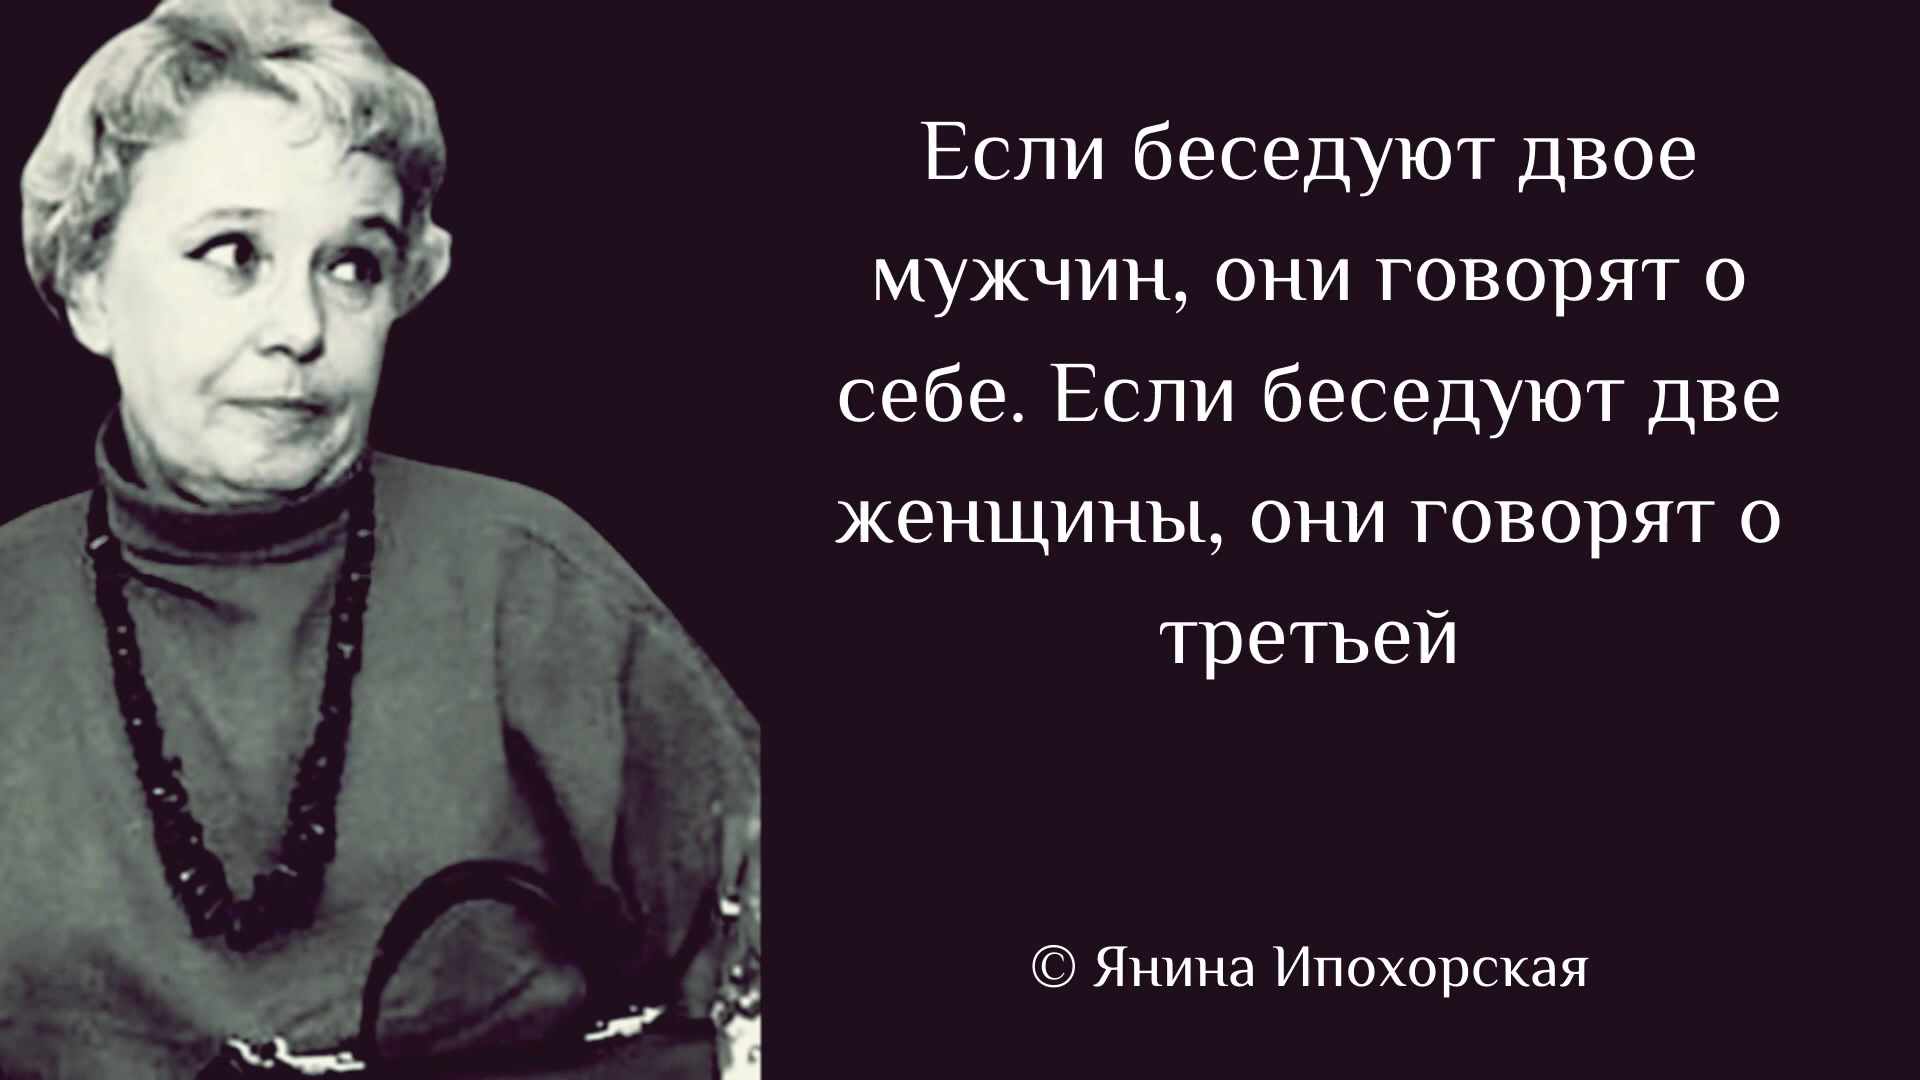 Если беседуют двое
мужчин, они говорят о
себе. Если беседуют две
женщины, они говорят о
третьей
© Янина Ипохорская